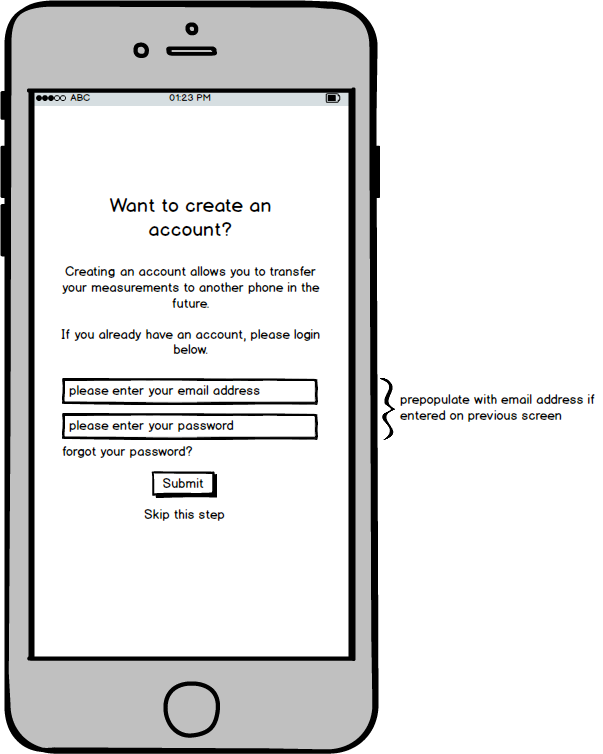 ABC 01:23 PM
Want to create an
account?
Creating an account allows you to transfer
your measurements to another phone in the
future.
If you already have an account, please login
below.
please enter your email address
prepopulate with email address if
entered on previous screen
please enter your password
forgot your password?
Submit
Skip this step